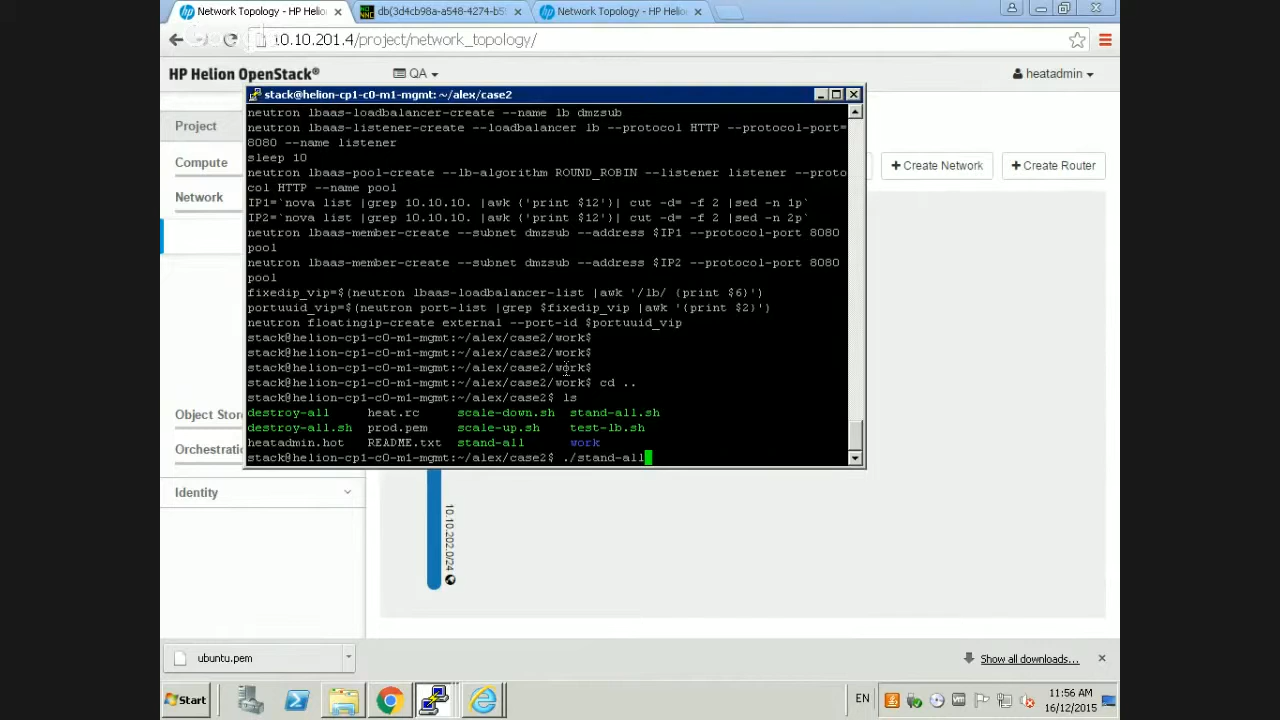 Network Topology - HP Helio
db(3d4cb98a-a548-4274-b5
Network Topology - HP Helio
10.10.201.4/project/network_topology/
HP Helion OpenStack®
QA
heatadmin
stack@helion-cp1-c0-m1-mgmt: ~/alex/case2
neutron lbaas-loadbalancer-create --name lb dmzsub
neutron lbaas-listener-create --loadbalancer lb --protocol HTTP --protocol-port=
8080 --name listener
sleep 10
neutron lbaas-pool-create --lb-algorithm ROUND_ROBIN --listener listener --proto
col HTTP --name pool
IP1=`nova list |grep 10.10.10. |awk {'print $12'}| cut -d= -f 2 |sed -n 1p`
IP2=`nova list |grep 10.10.10. |awk {'print $12'}| cut -d= -f 2 |sed -n 2p`
neutron lbaas-member-create --subnet dmzsub --address $IP1 --protocol-port 8080
pool
neutron lbaas-member-create --subnet dmzsub --address $IP2 --protocol-port 8080
pool
fixedip_vip=$(neutron lbaas-loadbalancer-list |awk '/lb/ {print $6}')
portuuid_vip=$(neutron port-list |grep $fixedip_vip |awk '{print $2}')
neutron floatingip-create external --port-id $portuuid_vip
stack@helion-cp1-c0-m1-mgmt:~/alex/case2/work$
stack@helion-cp1-c0-m1-mgmt:~/alex/case2/work$
stack@helion-cp1-c0-m1-mgmt:~/alex/case2/work$
stack@helion-cp1-c0-m1-mgmt:~/alex/case2/work$ cd ..
stack@helion-cp1-c0-m1-mgmt:~/alex/case2$ ls
destroy-all heat.rc scale-down.sh stand-all.sh
destroy-all.sh prod.pem scale-up.sh test-lb.sh
heatadmin.hot README.txt stand-all work
stack@helion-cp1-c0-m1-mgmt:~/alex/case2$ ./stand-all
Project
Compute
Network
Object Stor
Orchestratio
Identity
Create Network
Create Router
10.10.202.0/24
ubuntu.pem
Show all downloads...
Start
EN
11:56 AM
16/12/2015